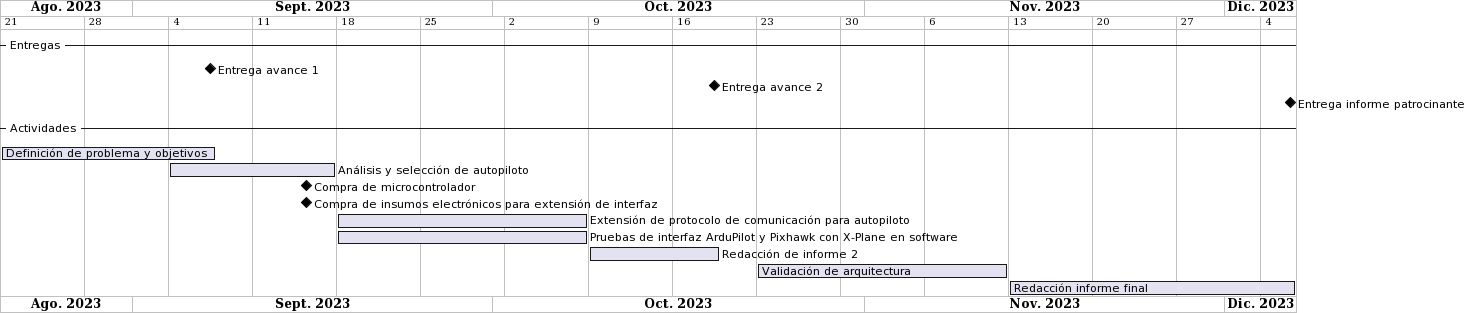 Ago. 2023 Sept. 2023 Oct. 2023 Nov. 2023 Dic. 2023
21 28 4 11 18 25 2 9 16 23 30 6 13 20 27 4
Entregas
Entrega avance 1
Entrega avance 2
Entrega informe patrocinante
Actividades
Definición de problema y objetivos
Análisis y selección de autopiloto
Compra de microcontrolador
Compra de insumos electrónicos para extensión de interfaz
Extensión de protocolo de comunicación para autopiloto
Pruebas de interfaz ArduPilot y Pixhawk con X-Plane en software
Redacción de informe 2
Validación de arquitectura
Redacción informe final
Ago. 2023 Sept. 2023 Oct. 2023 Nov. 2023 Dic. 2023